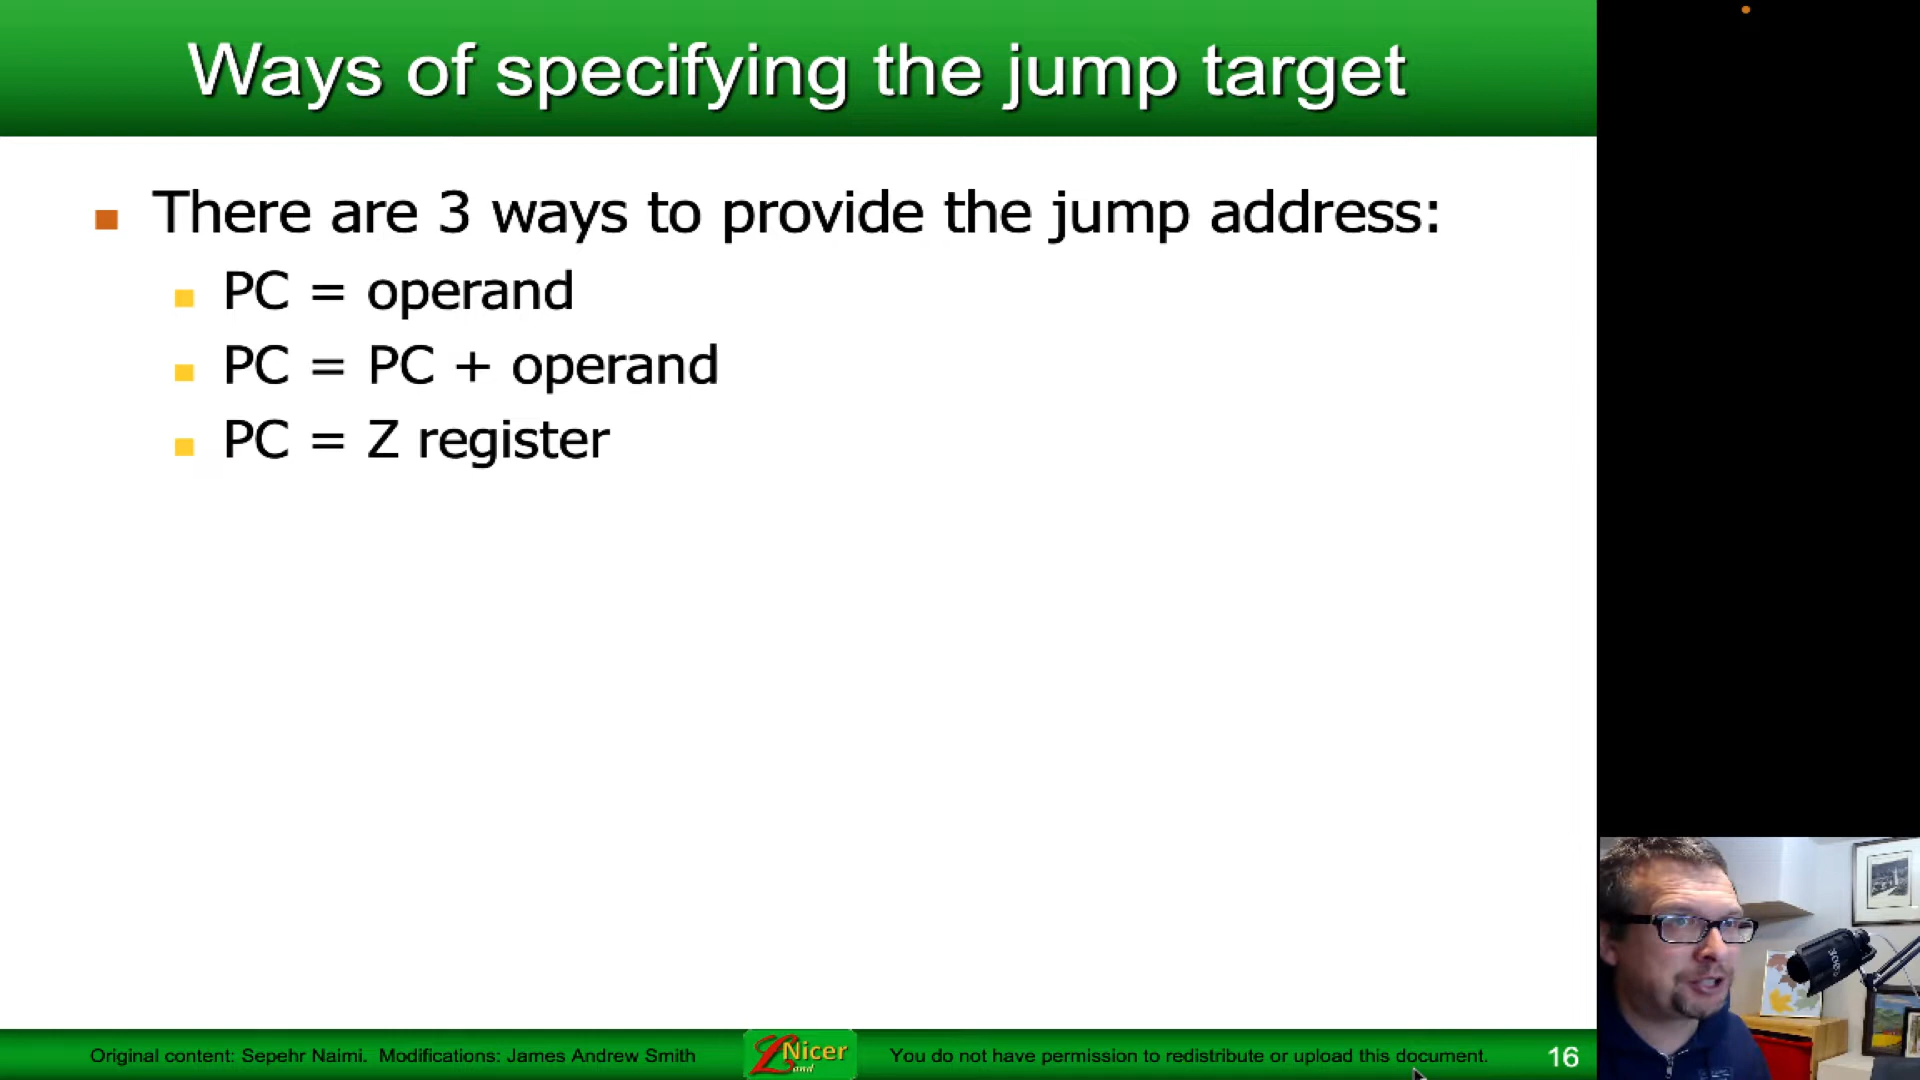 Ways of specifying the jump target
There are 3 ways to provide the jump address:
PC = operand
PC = PC + operand
PC = Z register
Original content: Sepehr Naimi.  Modifications: James Andrew Smith
Nicer
Land
You do not have permission to redistribute or upload this document.
16